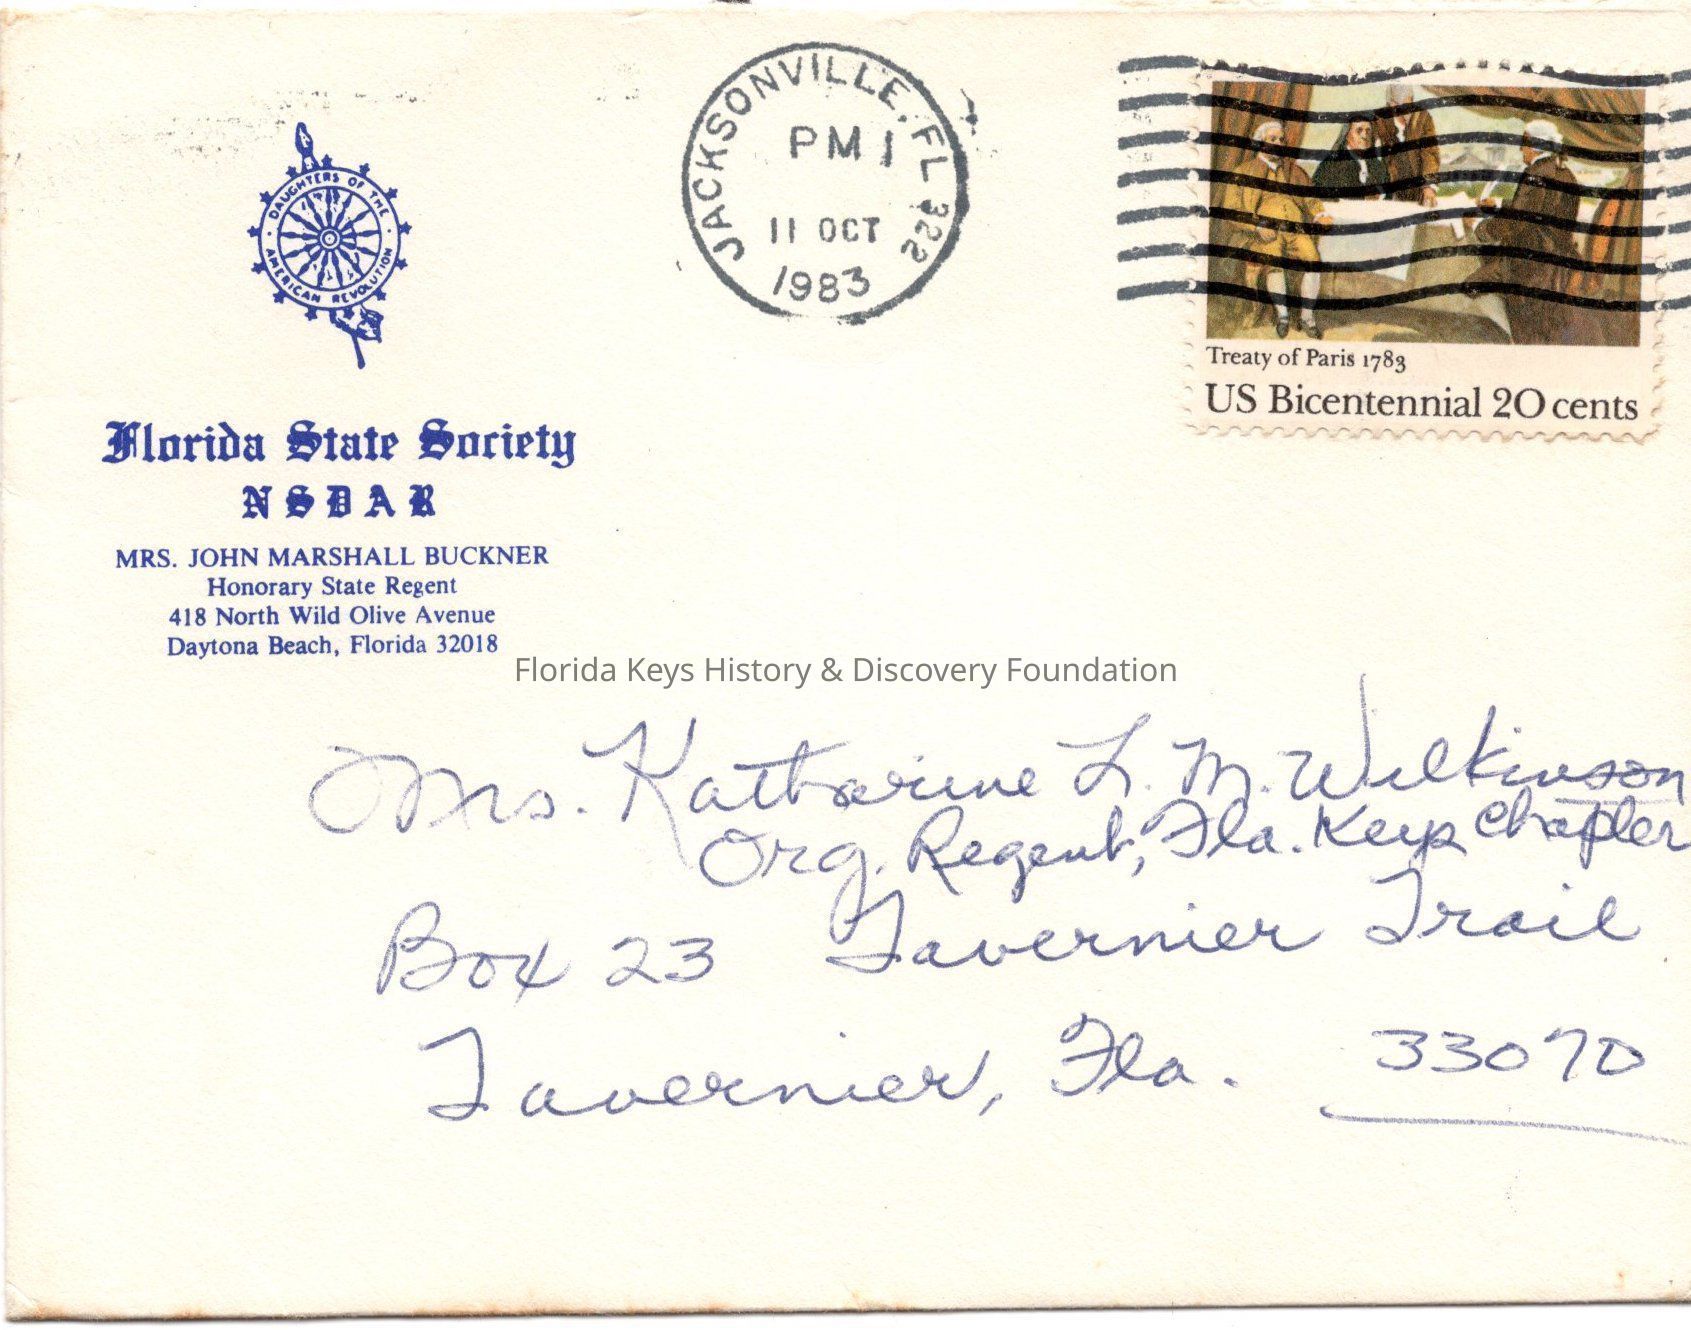 DAUGHTERS OF THE
AMERICAN REVOLUTION
Florida State Society
NSDAR
MRS. JOHN MARSHALL BUCKNER
Honorary State Regent
418 North Wild Olive Avenue
Daytona Beach, Florida 32018
JACKSONVILLE, FL 322
PM 1
11 OCT
1983
Treaty of Paris 1783
US Bicentennial 20 cents
Florida Keys History & Discovery Foundation
Mrs. Katharine L. M. Wilkinson
Org. Regent, Fla. Keys Chapter
Box 23 Tavernier Trail
Tavernier, Fla. 33070